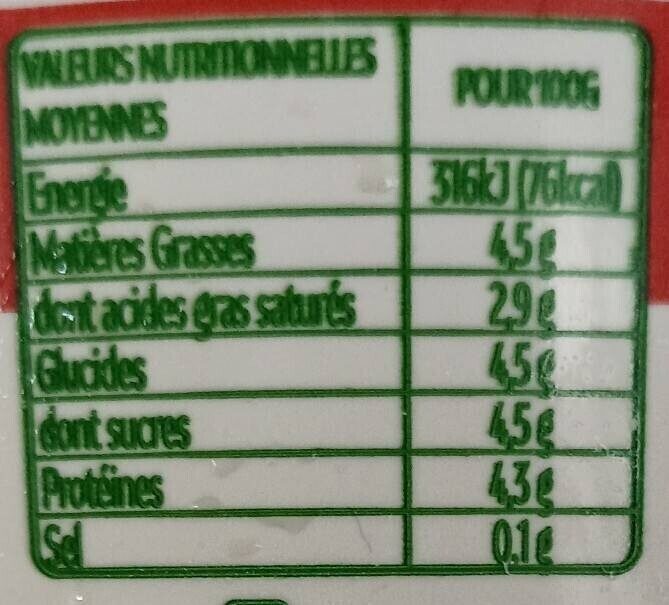 VALEURS NUTRITIONNELLES
MOYENNES
POUR 100G
Energie 316kJ (76kcal)
Matières Grasses 4,5 g
dont acides gras saturés 2,9 g
Glucides 4,5 g
dont sucres 4,5 g
Protéines 4,3 g
Sel 0.1 g